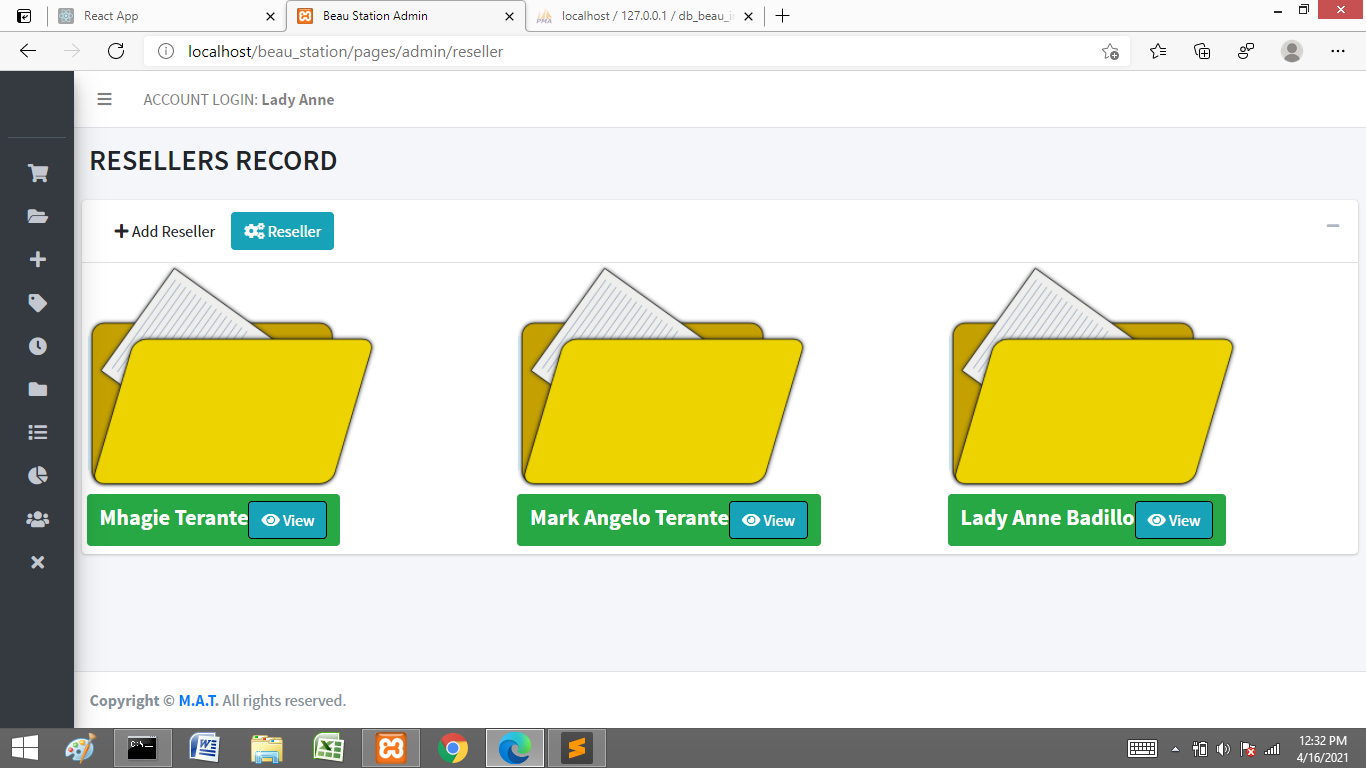 React App
Beau Station Admin
localhost / 127.0.0.1 / db_beau_i
localhost/beau_station/pages/admin/reseller
ACCOUNT LOGIN: Lady Anne
RESELLERS RECORD
Add Reseller
Reseller
Mhagie Terante View
Mark Angelo Terante View
Lady Anne Badillo View
Copyright © M.A.T. All rights reserved.
12:32 PM
4/16/2021